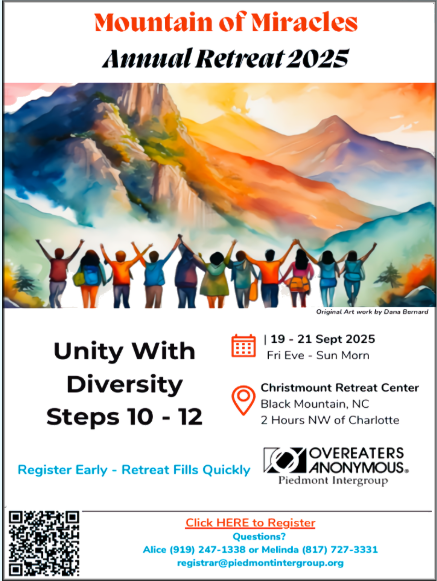 Mountain of Miracles
Annual Retreat 2025
Original Art work by Dana Bernard
Unity With
Diversity
Steps 10 - 12
| 19 - 21 Sept 2025
Fri Eve - Sun Morn
Christmount Retreat Center
Black Mountain, NC
2 Hours NW of Charlotte
Register Early - Retreat Fills Quickly
OVEREATERS
ANONYMOUS®
Piedmont Intergroup
Click HERE to Register
Questions?
Alice (919) 247-1338 or Melinda (817) 727-3331
registrar@piedmontintergroup.org